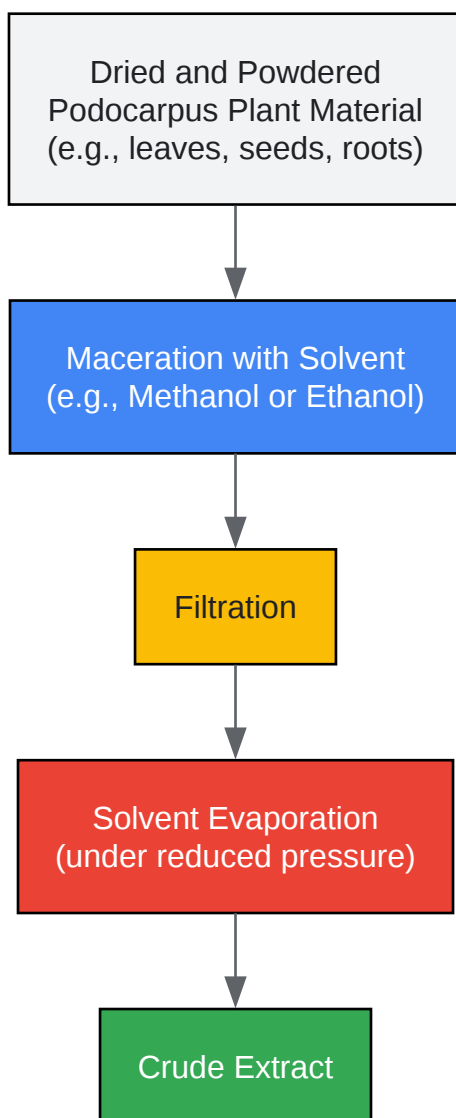 Dried and Powdered
Podocarpus Plant Material
(e.g., leaves, seeds, roots)
Maceration with Solvent
(e.g., Methanol or Ethanol)
Filtration
Solvent Evaporation
(under reduced pressure)
Crude Extract